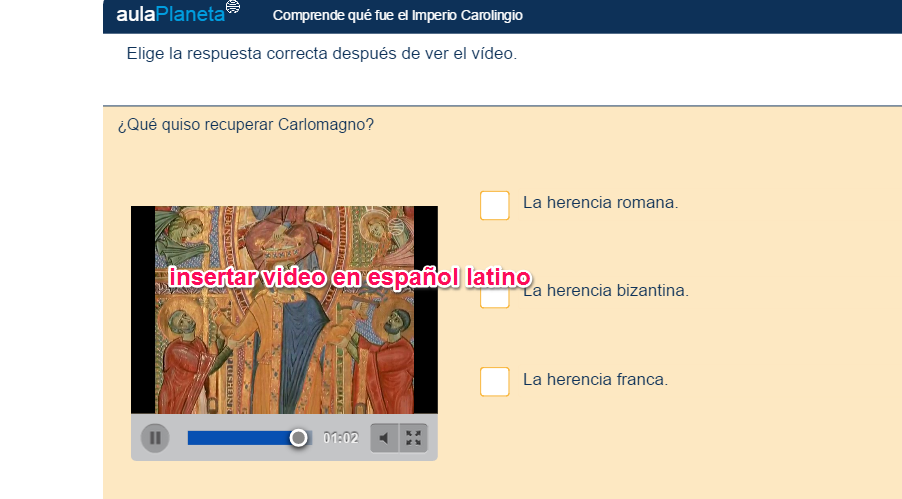 aulaPlaneta Comprende qué fue el Imperio Carolingio
Elige la respuesta correcta después de ver el vídeo.
¿Qué quiso recuperar Carlomagno?
La herencia romana.
insertar video en español latino
La herencia bizantina.
La herencia franca.
01:02